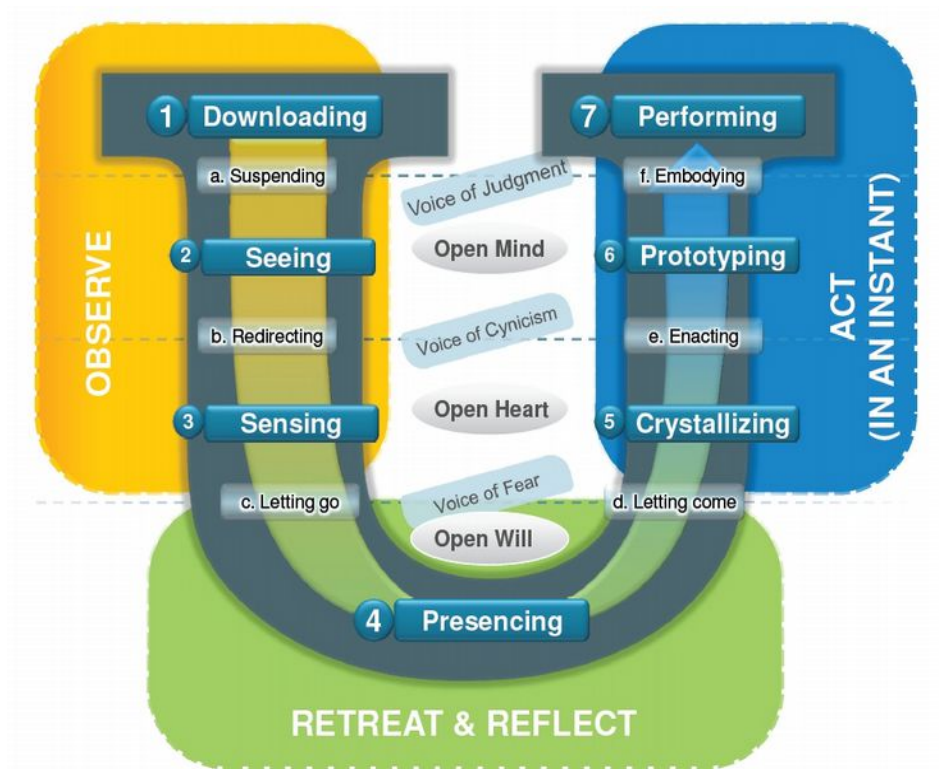 1 Downloading
a. Suspending
2 Seeing
b. Redirecting
3 Sensing
c. Letting go
OBSERVE
Voice of Judgment
Open Mind
Voice of Cynicism
Open Heart
Voice of Fear
Open Will
4 Presencing
RETREAT & REFLECT
d. Letting come
5 Crystallizing
e. Enacting
6 Prototyping
f. Embodying
7 Performing
ACT
(IN AN INSTANT)